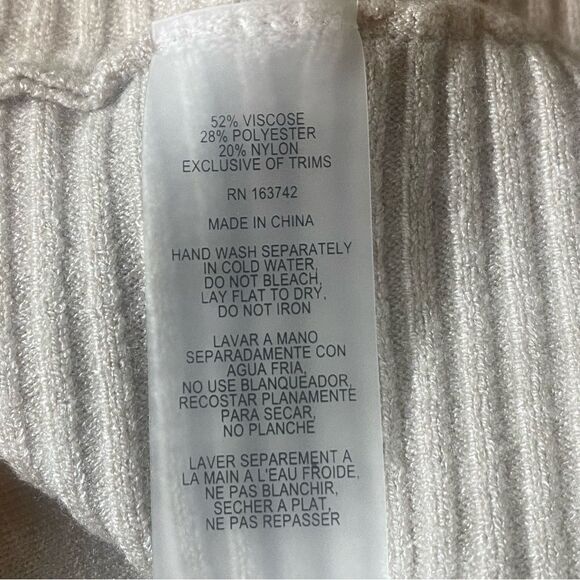 52% VISCOSE
28% POLYESTER
20% NYLON
EXCLUSIVE OF TRIMS
RN 163742
MADE IN CHINA
HAND WASH SEPARATELY
IN COLD WATER,
DO NOT BLEACH,
LAY FLAT TO DRY,
DO NOT IRON
LAVAR A MANO
SEPARADAMENTE CON
AGUA FRIA,
NO USE BLANQUEADOR,
RECOSTAR PLANAMENTE
PARA SECAR,
NO PLANCHE
LAVER SEPAREMENT A
LA MAIN A L'EAU FROIDE,
NE PAS BLANCHIR,
SECHER A PLAT,
NE PAS REPASSER